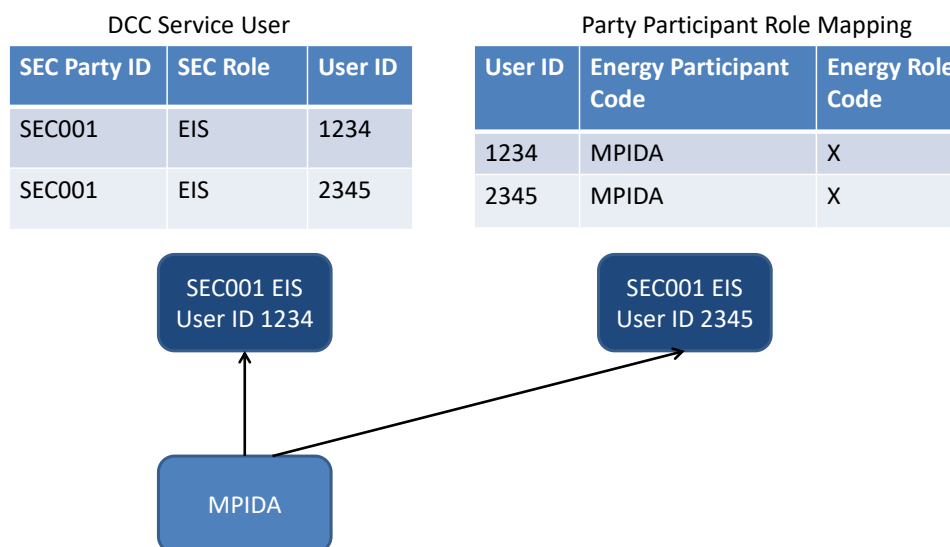 DCC Service User
SEC Party ID SEC Role User ID
SEC001 EIS 1234
SEC001 EIS 2345
Party Participant Role Mapping
User ID Energy Participant Code Energy Role Code
1234 MPIDA X
2345 MPIDA X
SEC001 EIS
User ID 1234
SEC001 EIS
User ID 2345
MPIDA